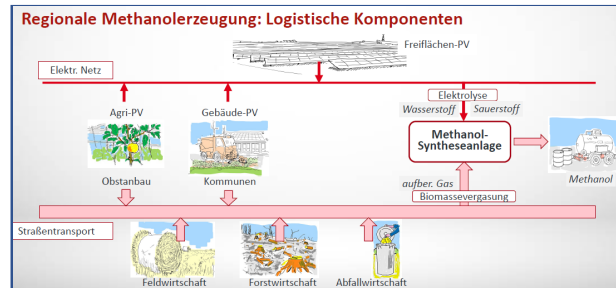 Regionale Methanolerzeugung: Logistische Komponenten
Freiflächen-PV
Elektr. Netz
Agri-PV
Gebäude-PV
Elektrolyse
Wasserstoff
Sauerstoff
Methanol-
Syntheseanlage
Obstanbau
Kommunen
aufber. Gas
Methanol
Biomassevergasung
Straßentransport
Feldwirtschaft
Forstwirtschaft
Abfallwirtschaft